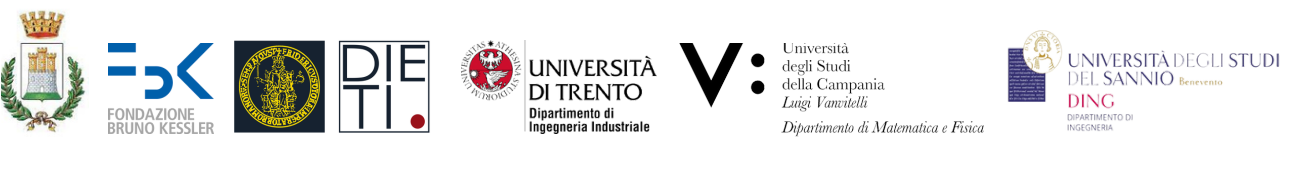 FBK
FONDAZIONE
BRUNO KESSLER
DIE
TI.
UNIVERSITÀ
DI TRENTO
Dipartimento di
Ingegneria Industriale
V:
Università
degli Studi
della Campania
Luigi Vanvitelli
Dipartimento di Matematica e Fisica
UNIVERSITÀ DEGLI STUDI
DEL SANNIO Benevento
DING
DIPARTIMENTO DI
INGEGNERIA